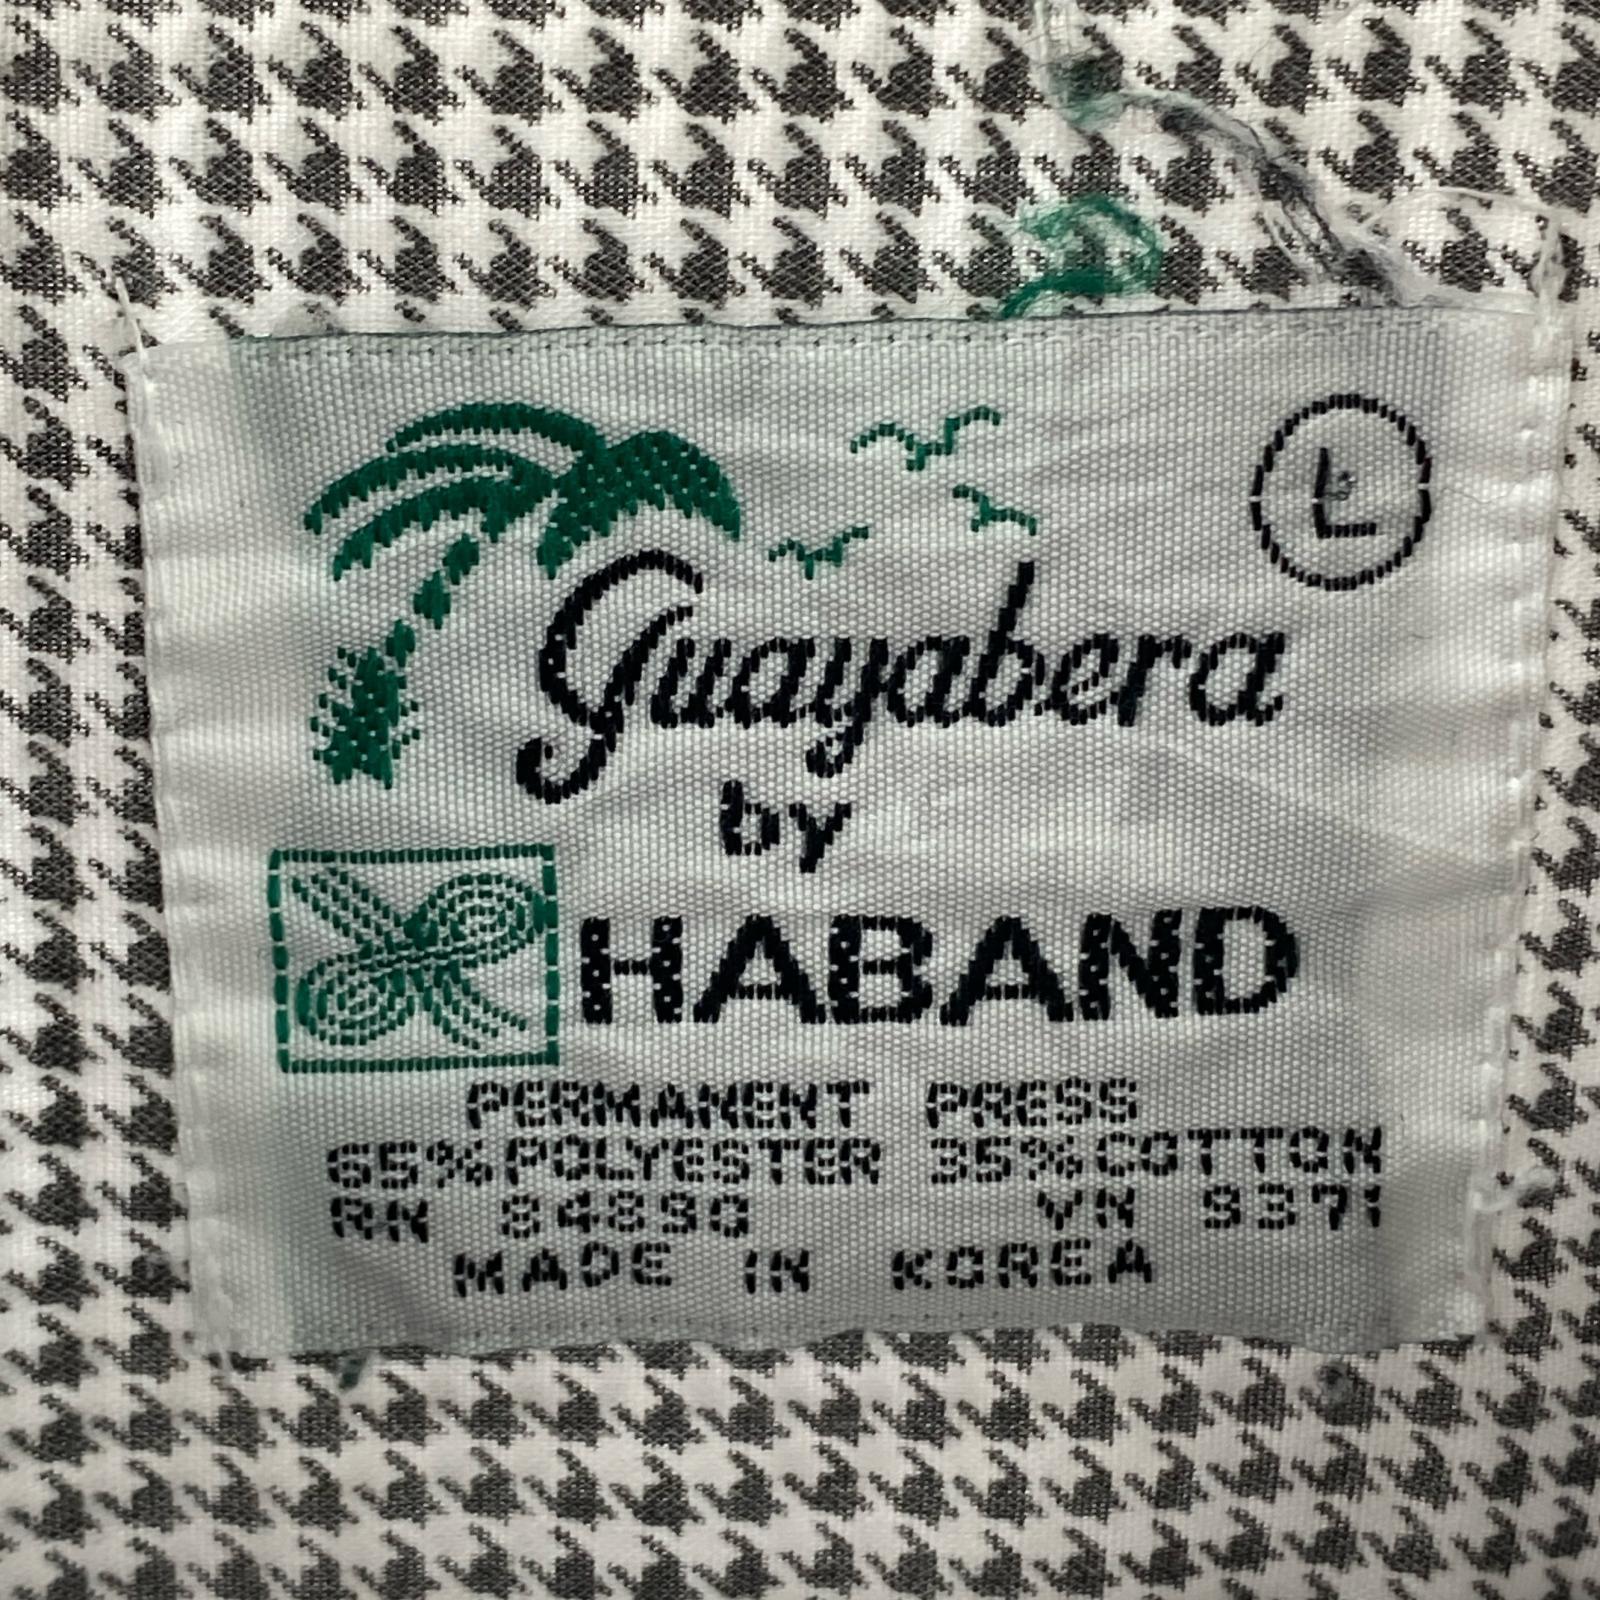 L
Guayabera
by
HABAND
PERMANENT PRESS
65% POLYESTER 35% COTTON
RN 84890 VN 9371
MADE IN KOREA